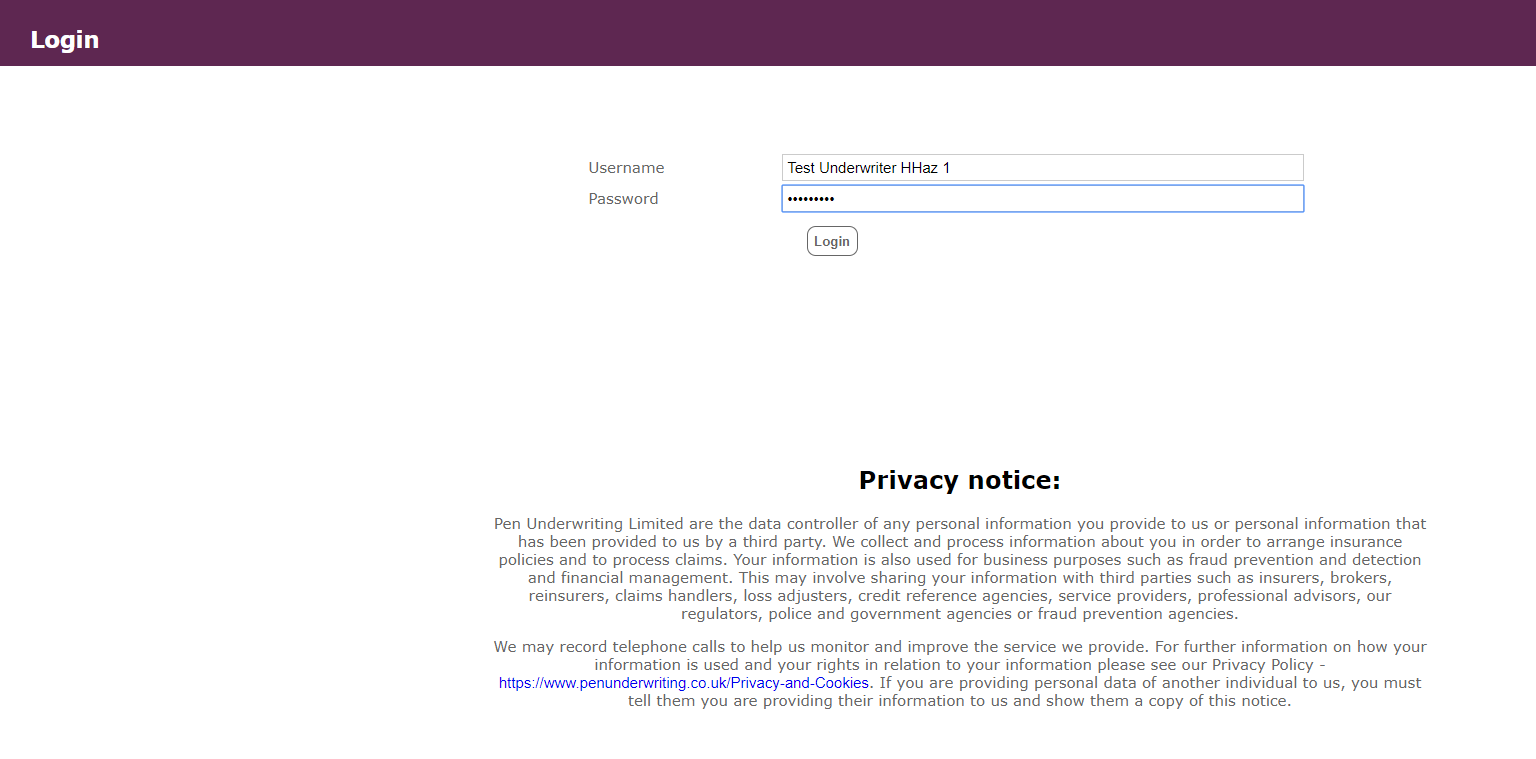 Login
Username
Test Underwriter HHaz 1
Password
•••••••••
Login
Privacy notice:
Pen Underwriting Limited are the data controller of any personal information you provide to us or personal information that
has been provided to us by a third party. We collect and process information about you in order to arrange insurance
policies and to process claims. Your information is also used for business purposes such as fraud prevention and detection
and financial management. This may involve sharing your information with third parties such as insurers, brokers,
reinsurers, claims handlers, loss adjusters, credit reference agencies, service providers, professional advisors, our
regulators, police and government agencies or fraud prevention agencies.
We may record telephone calls to help us monitor and improve the service we provide. For further information on how your
information is used and your rights in relation to your information please see our Privacy Policy -
https://www.penunderwriting.co.uk/Privacy-and-Cookies. If you are providing personal data of another individual to us, you must
tell them you are providing their information to us and show them a copy of this notice.